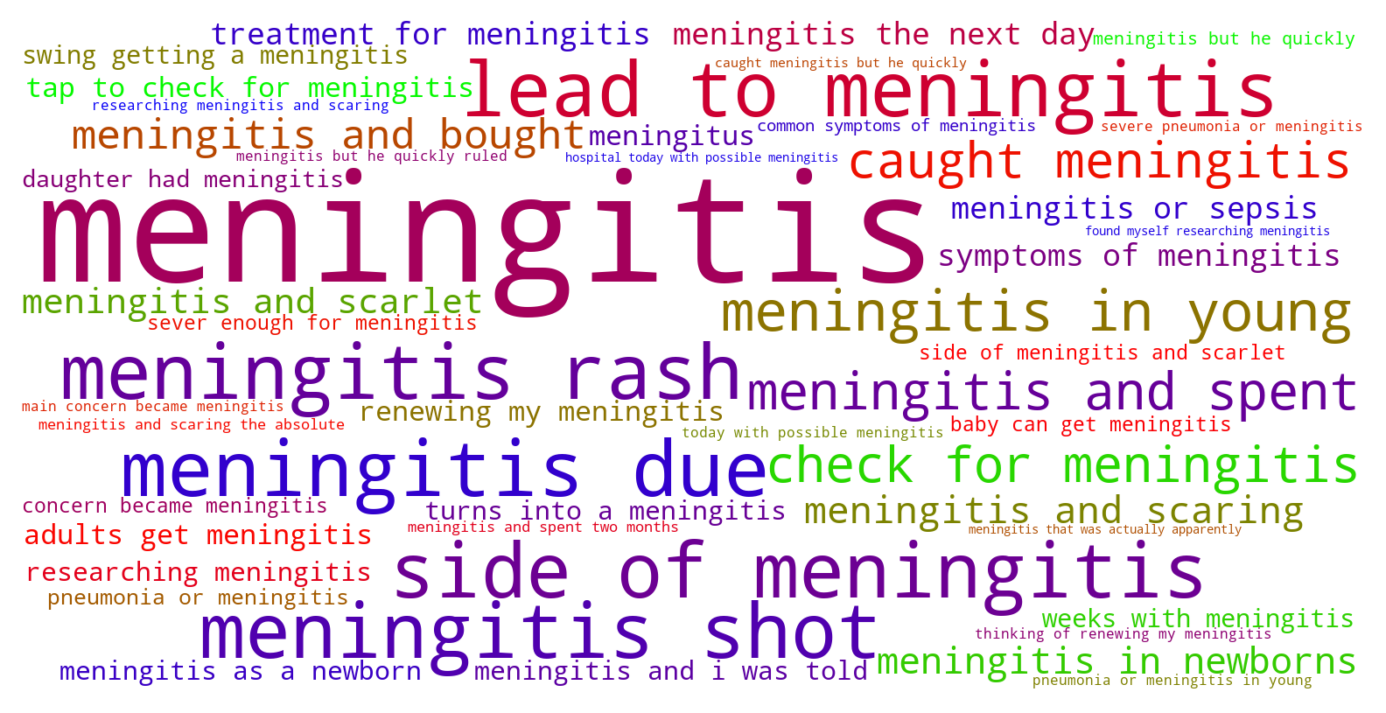 treatment for meningitis
meningitis the next day
meningitis but he quickly
swing getting a meningitis
caught meningitis but he quickly
tap to check for meningitis
lead to meningitis
researching meningitis and scaring
meningitis and bought
meningitus
common symptoms of meningitis
severe pneumonia or meningitis
meningitis but he quickly ruled
hospital today with possible meningitis
caught meningitis
daughter had meningitis
meningitis
meningitis or sepsis
found myself researching meningitis
symptoms of meningitis
meningitis and scarlet
meningitis in young
sever enough for meningitis
side of meningitis and scarlet
meningitis rash
meningitis and spent
main concern became meningitis
renewing my meningitis
meningitis and scaring the absolute
today with possible meningitis
baby can get meningitis
meningitis due
check for meningitis
concern became meningitis
turns into a meningitis
meningitis and scaring
adults get meningitis
meningitis and spent two months
meningitis that was actually apparently
researching meningitis
side of meningitis
pneumonia or meningitis
meningitis shot
weeks with meningitis
thinking of renewing my meningitis
meningitis as a newborn
meningitis and i was told
meningitis in newborns
pneumonia or meningitis in young